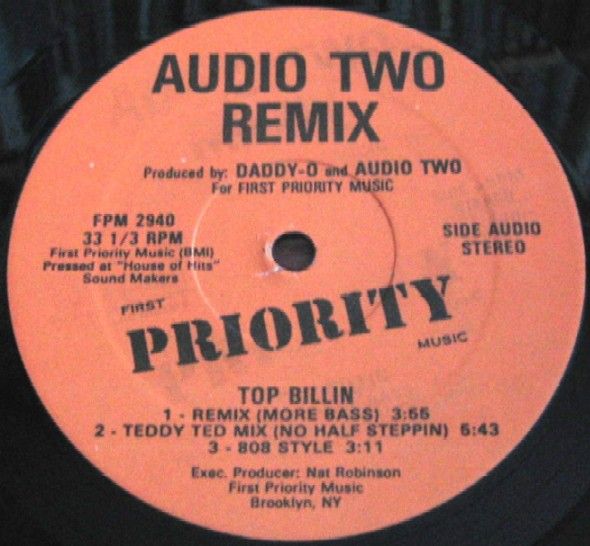 AUDIO TWO
REMIX
Produced by: DADDY-O and AUDIO TWO
For FIRST PRIORITY MUSIC
FPM 2940
33 1/3 RPM
First Priority Music (BMI)
Pressed at "House of Hits"
Sound Makers
SIDE AUDIO
STEREO
FIRST
PRIORITY
MUSIC
TOP BILLIN
1 - REMIX (MORE BASS) 3:56
2 - TEDDY TED MIX (NO HALF STEPPIN) 6:43
3 - 808 STYLE 3:11
Exec. Producer: Nat Robinson
First Priority Music
Brooklyn, NY